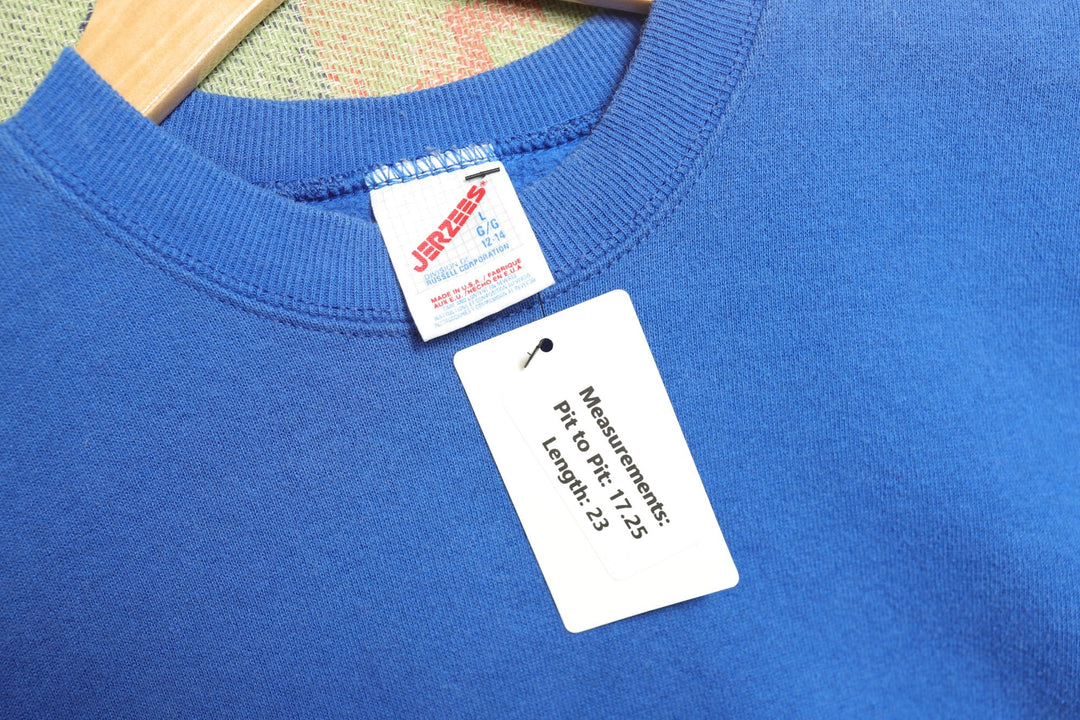 JERZEES®
L
G/G
12-14
DIVISION OF
RUSSELL CORPORATION
MADE IN U.S.A. / FABRIQUE
AUX E.U. / HECHO EN E.U.A.
Measurements:
Pit to Pit: 17.25
Length: 23